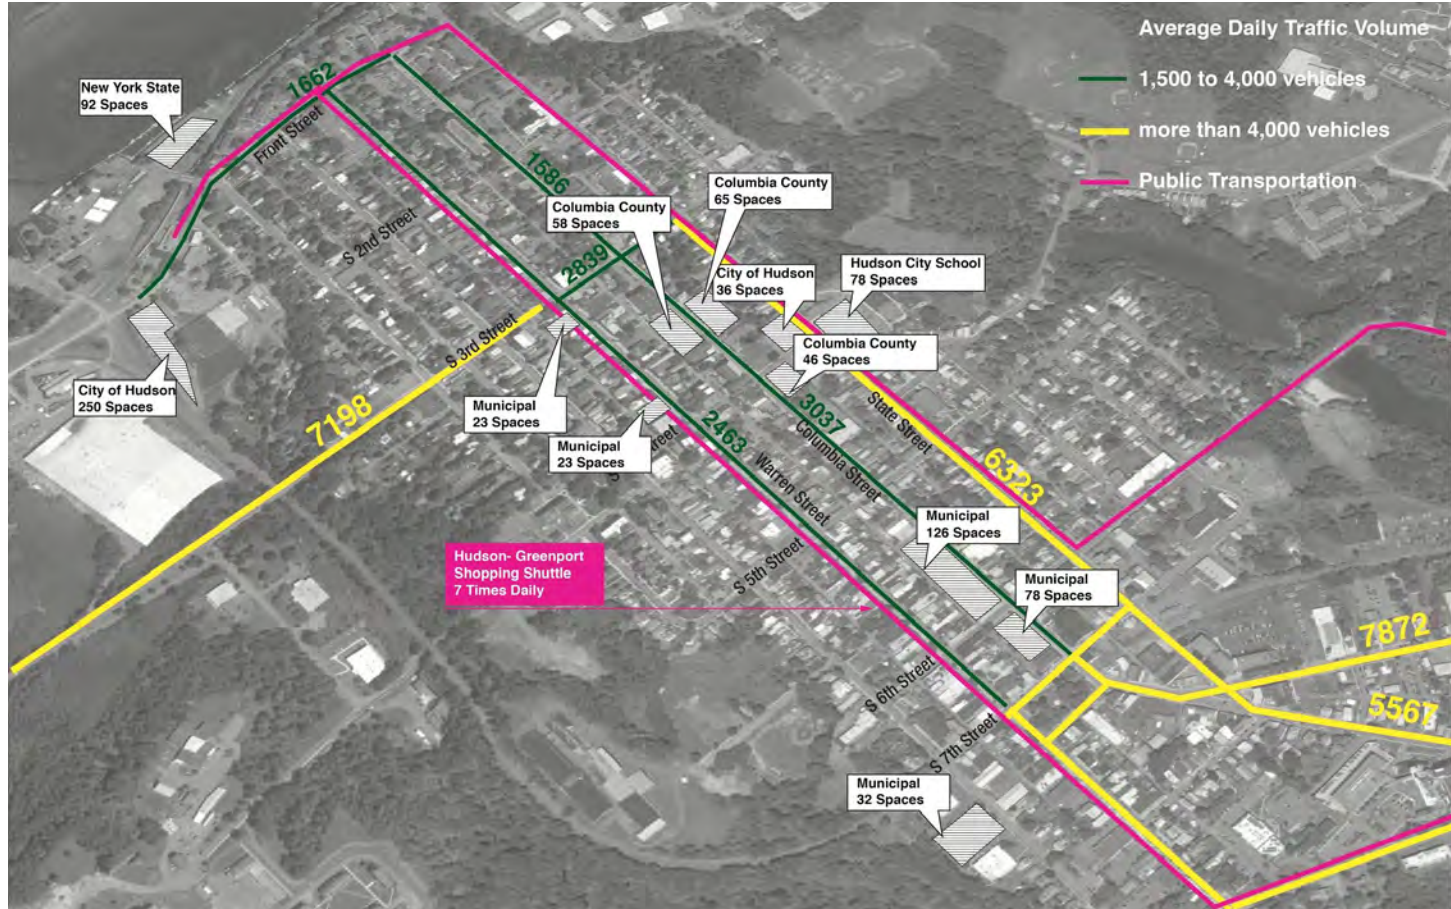 Average Daily Traffic Volume
1,500 to 4,000 vehicles
more than 4,000 vehicles
Public Transportation
New York State
92 Spaces
1662
Front Street
1586
Columbia County
65 Spaces
Columbia County
58 Spaces
S 2nd Street
2839
City of Hudson
36 Spaces
Hudson City School
78 Spaces
S 3rd Street
Columbia County
46 Spaces
City of Hudson
250 Spaces
7198
Municipal
23 Spaces
Municipal
23 Spaces
2463
3037
State Street
Columbia Street
Warren Street
6323
Municipal
126 Spaces
Hudson- Greenport
Shopping Shuttle
7 Times Daily
S 5th Street
Municipal
78 Spaces
7872
5567
S 6th Street
S 7th Street
Municipal
32 Spaces